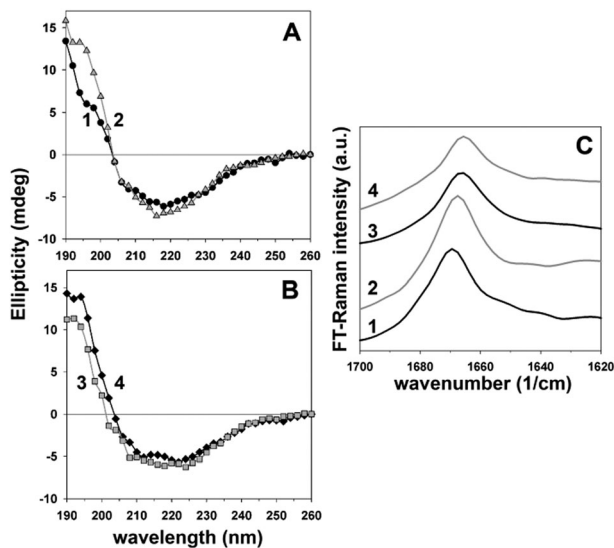 A
15
10
5
0
-5
-10
1 2
190 200 210 220 230 240 250 260
Ellipticity (mdeg)
B
15
10
5
0
-5
-10
3 4
190 200 210 220 230 240 250 260
wavelength (nm)
C
4
3
2
1
FT-Raman intensity (a.u.)
1700 1680 1660 1640 1620
wavenumber (1/cm)